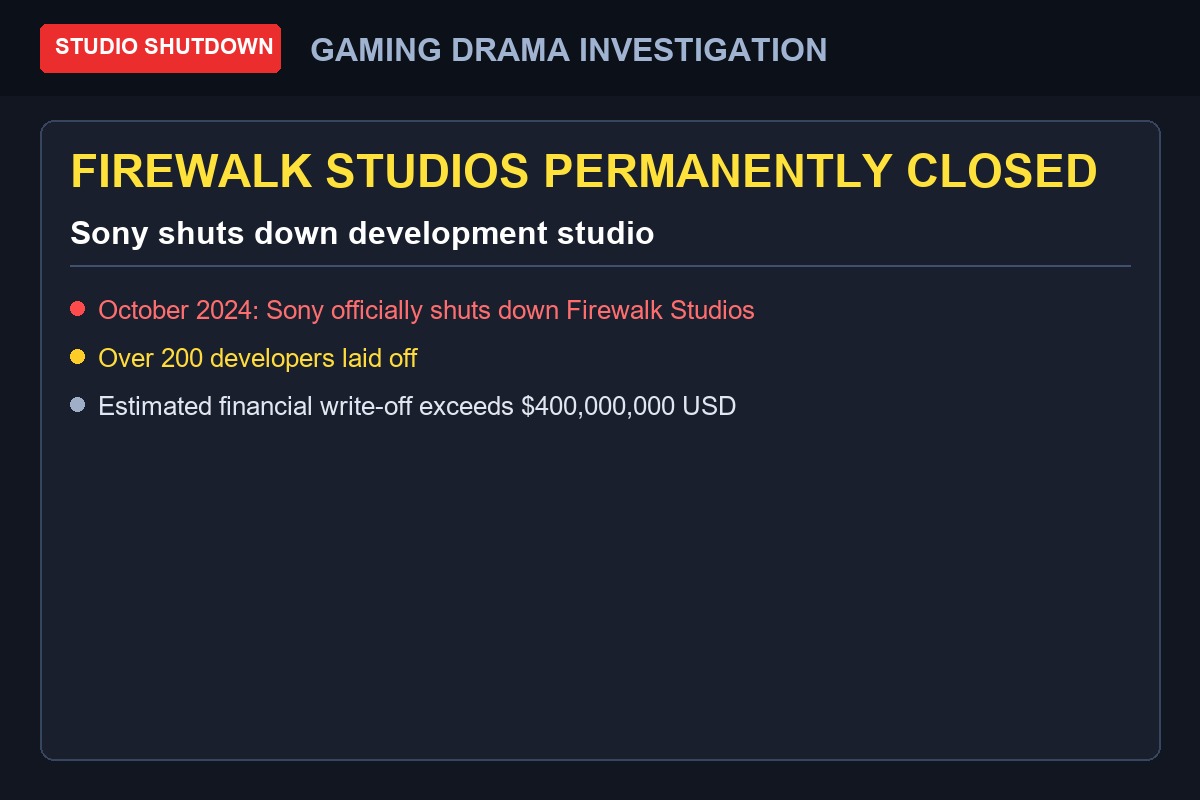 STUDIO SHUTDOWN
GAMING DRAMA INVESTIGATION
FIREWALK STUDIOS PERMANENTLY CLOSED
Sony shuts down development studio
October 2024: Sony officially shuts down Firewalk Studios
Over 200 developers laid off
Estimated financial write-off exceeds $400,000,000 USD